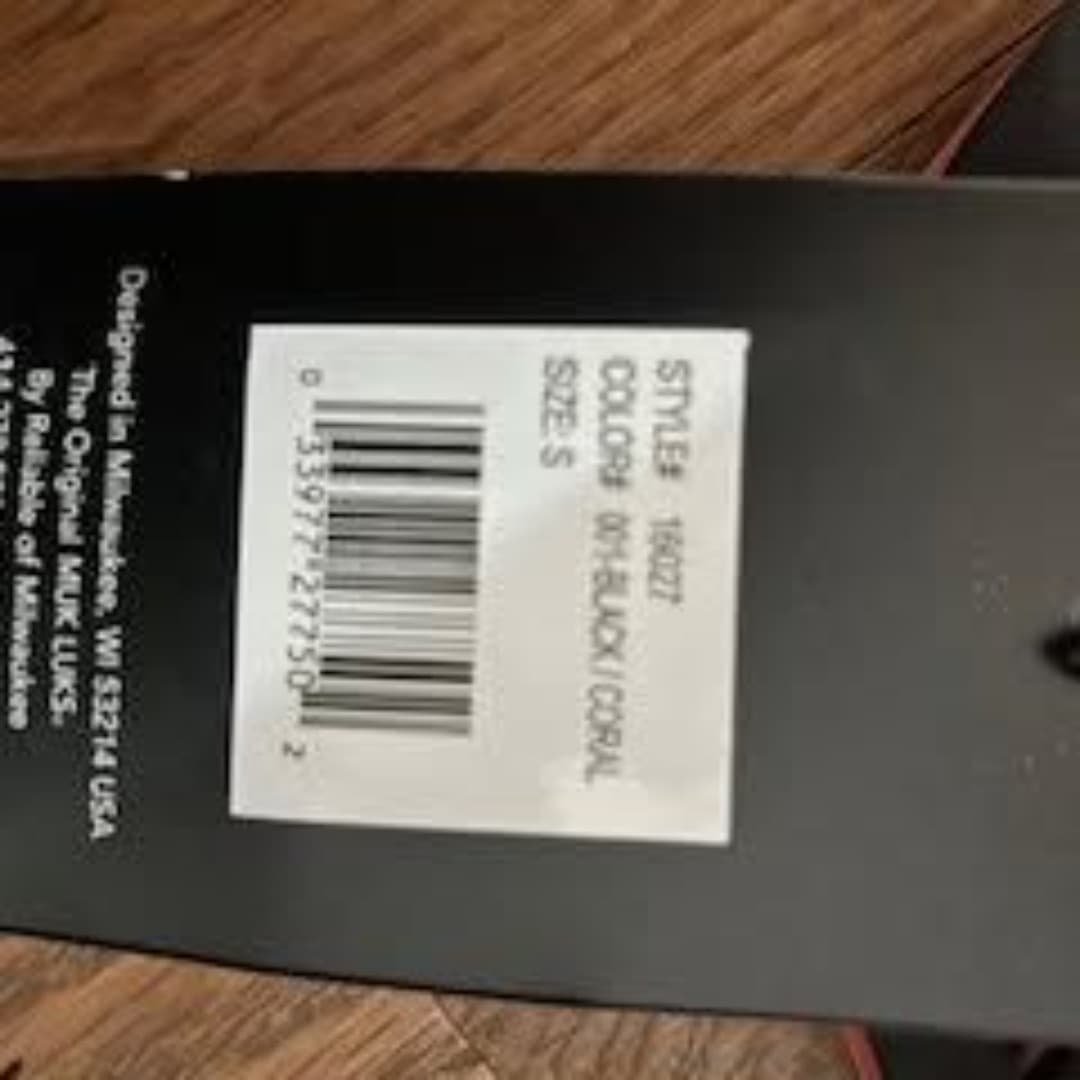 STYLE# 16027
COLOR# 001-BLACK / CORAL
SIZE: S
0 33977 27750 2
Designed in Milwaukee, WI 53214 USA
The Original MUK LUKS®
By Reliable of Milwaukee